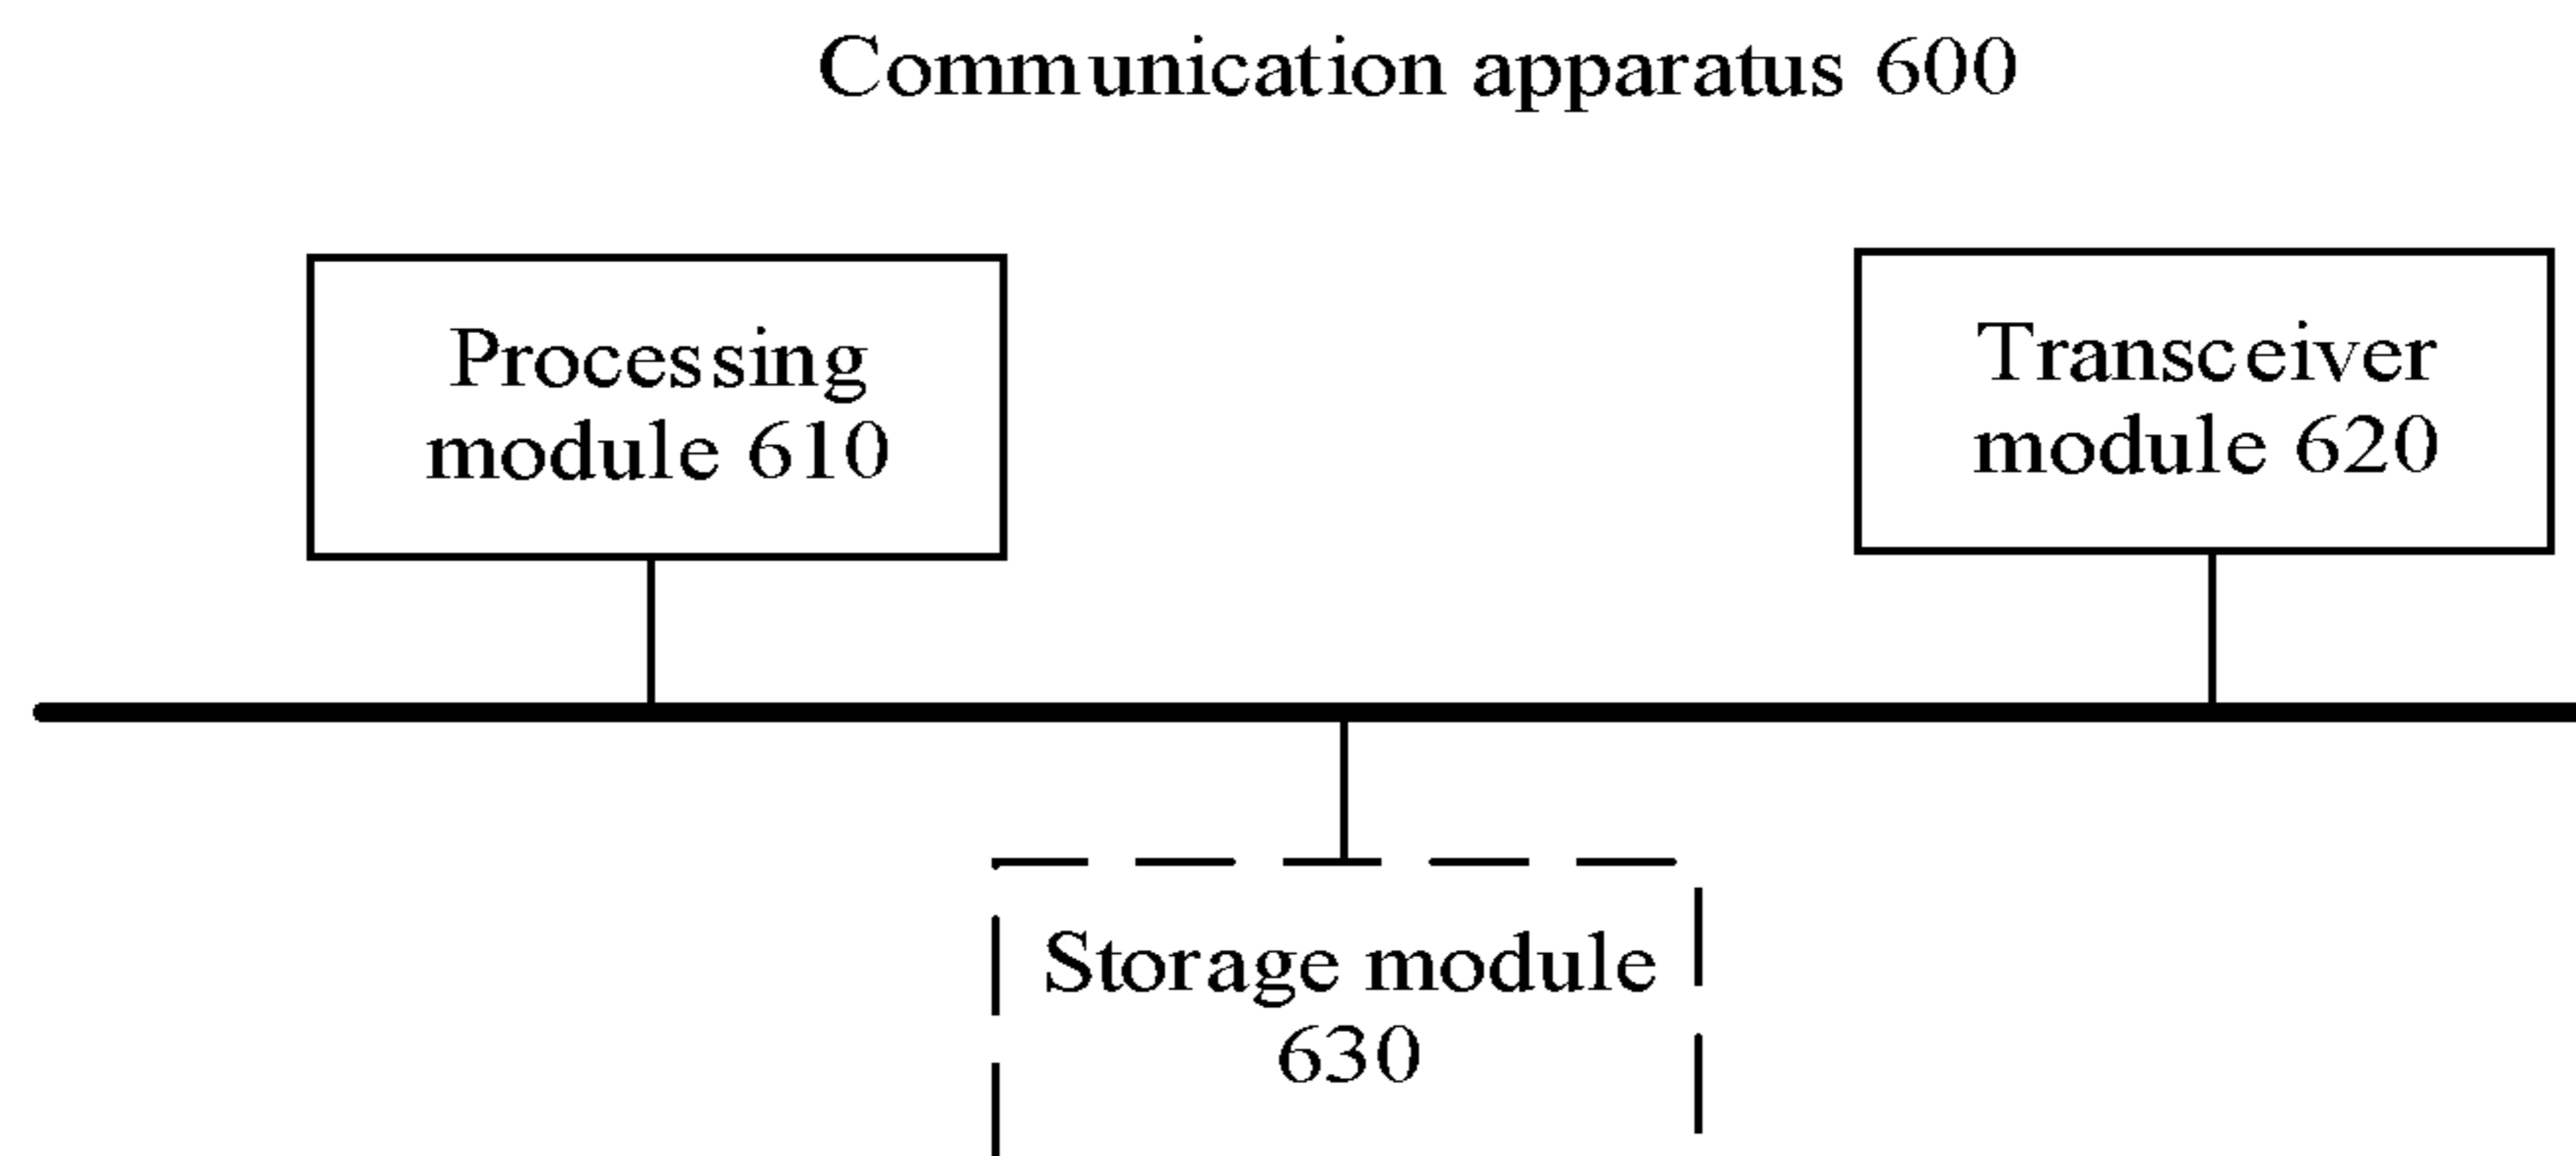 Communication apparatus 600
Processing
module 610
Transceiver
module 620
Storage module
630